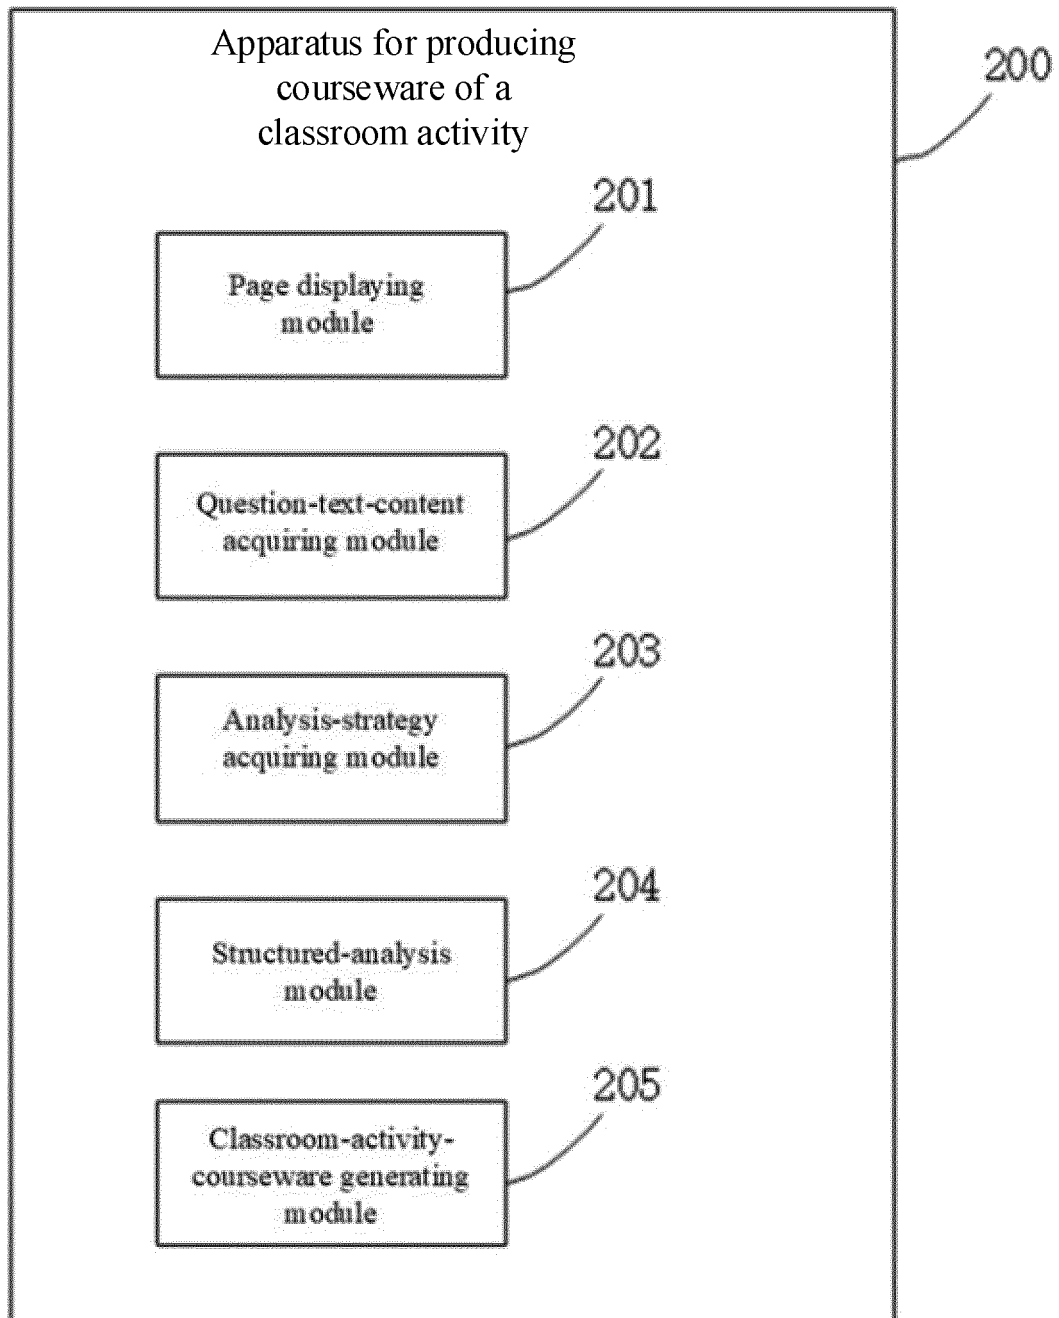 Apparatus for producing
courseware of a
classroom activity
200
201
Page displaying
module
202
Question-text-content
acquiring module
203
Analysis-strategy
acquiring module
204
Structured-analysis
module
205
Classroom-activity-
courseware generating
module